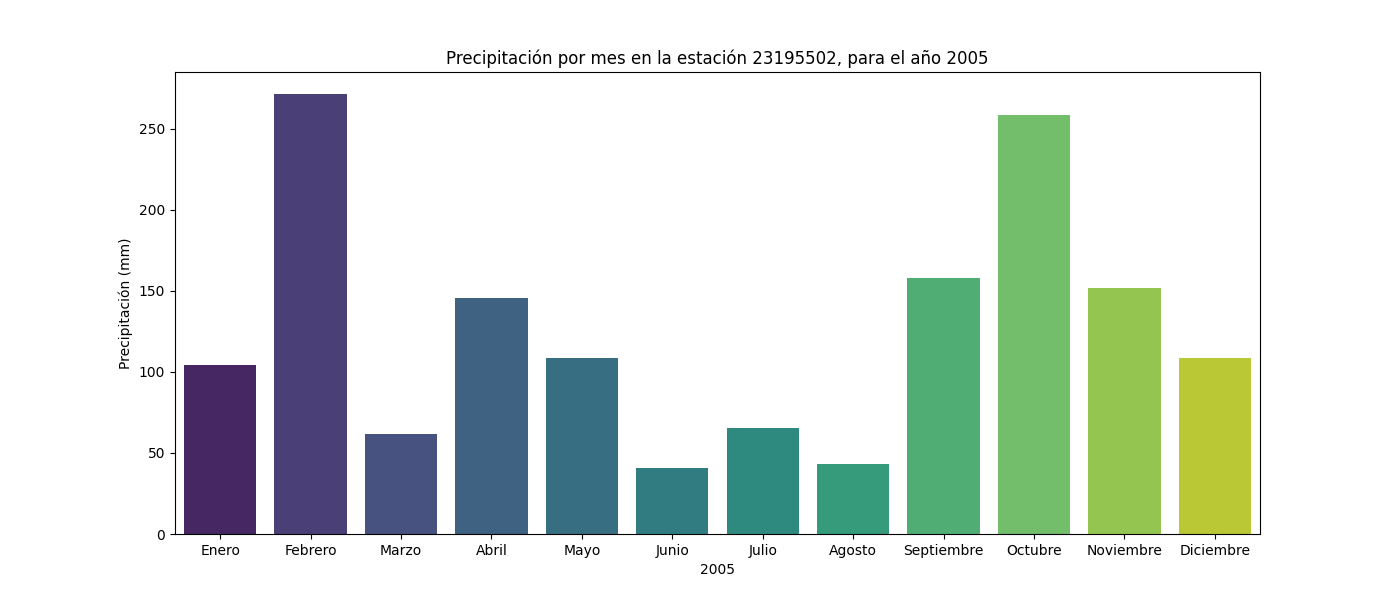 Precipitación por mes en la estación 23195502, para el año 2005
Precipitación (mm)
250
200
150
100
50
0
Enero Febrero Marzo Abril Mayo Junio Julio Agosto Septiembre Octubre Noviembre Diciembre
2005